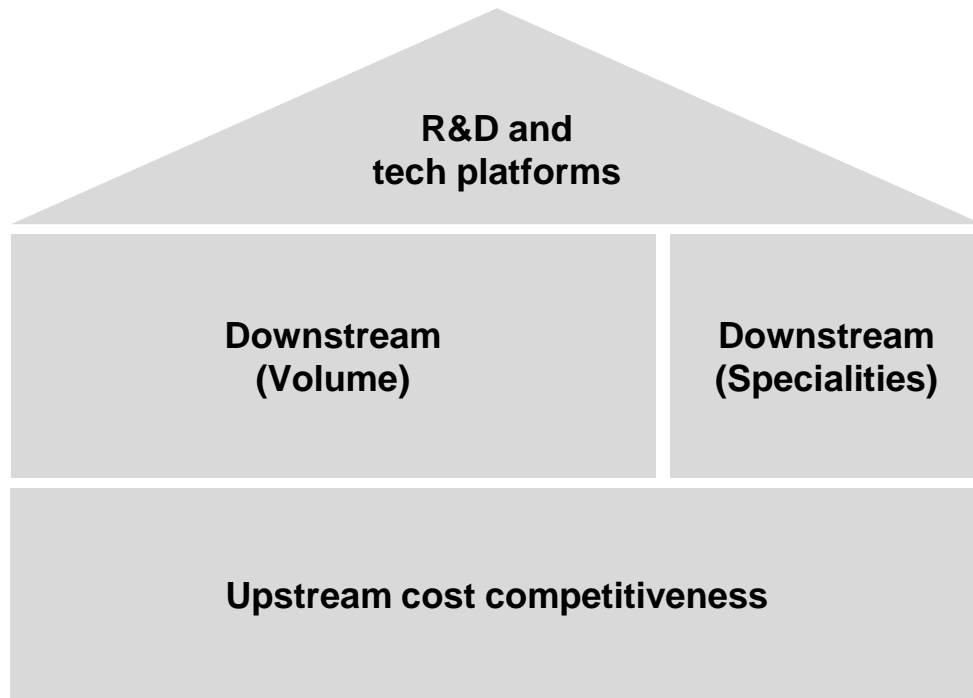 R&D and
tech platforms
Downstream
(Volume)
Downstream
(Specialities)
Upstream cost competitiveness